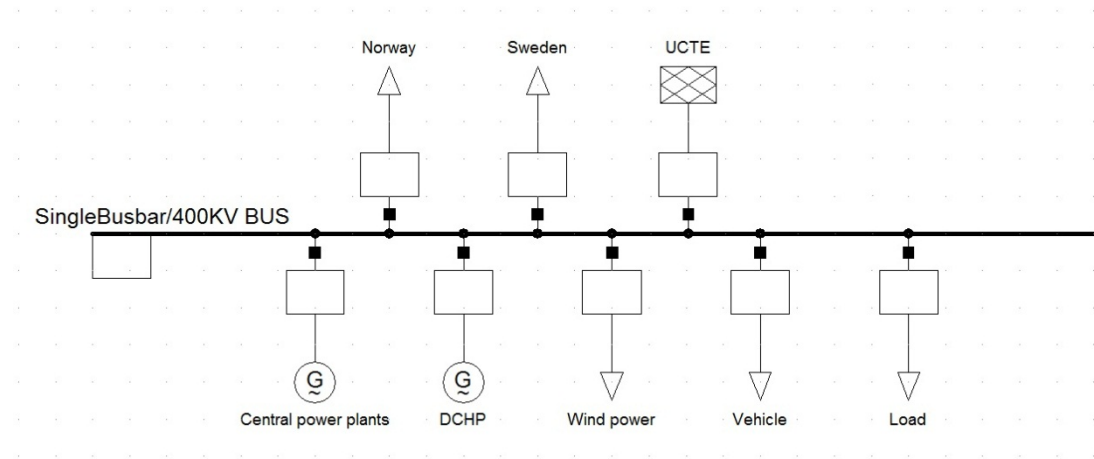 Norway
Sweden
UCTE
SingleBusbar/400KV BUS
G
G
Central power plants
DCHP
Wind power
Vehicle
Load